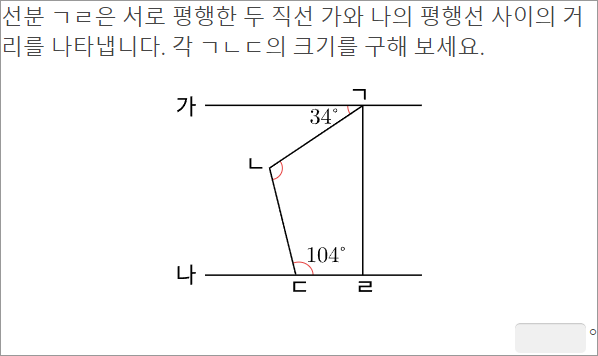 선분 ㄱㄹ은 서로 평행한 두 직선 가와 나의 평행선 사이의 거
리를 나타냅니다. 각 ㄱㄴㄷ의 크기를 구해 보세요.
ㄱ
가
34°
ㄴ
104°
나
ㄷ ㄹ
°